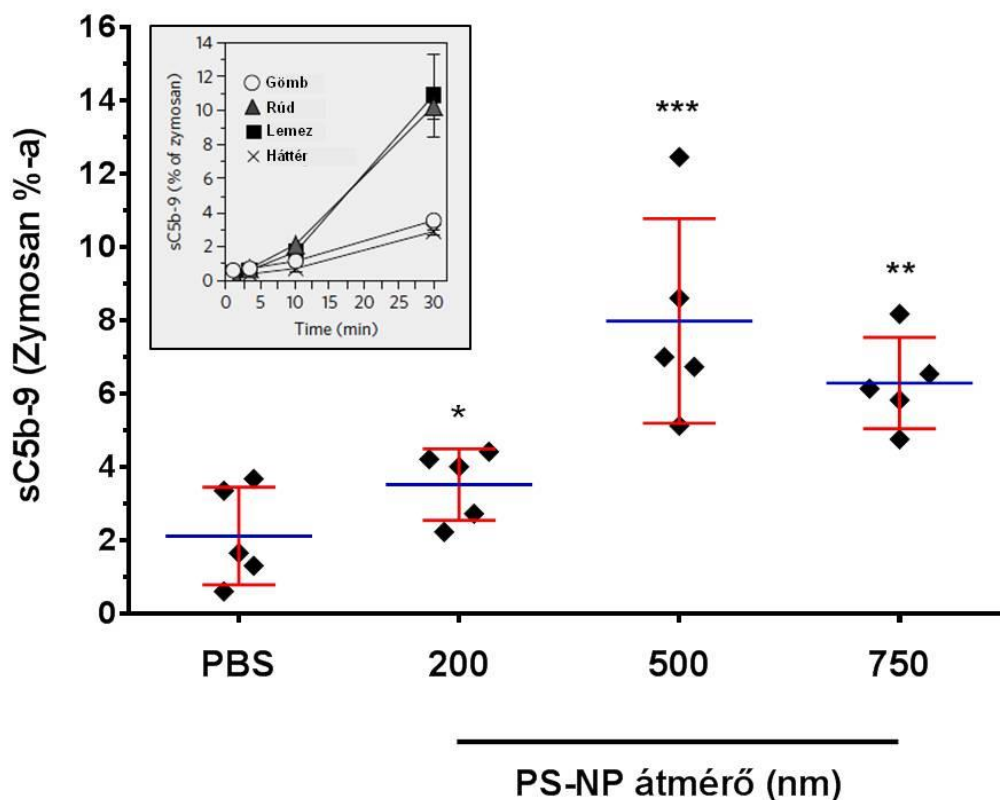 sC5b-9 (Zymosan %-a)
16
14
12
10
8
6
4
2
0
sC5b-9 (% of zymosan)
14
12
10
8
6
4
2
0
Gömb
Rúd
Lemez
Háttér
0 5 10 15 20 25 30
Time (min)
*
***
**
PBS 200 500 750
PS-NP átmérő (nm)